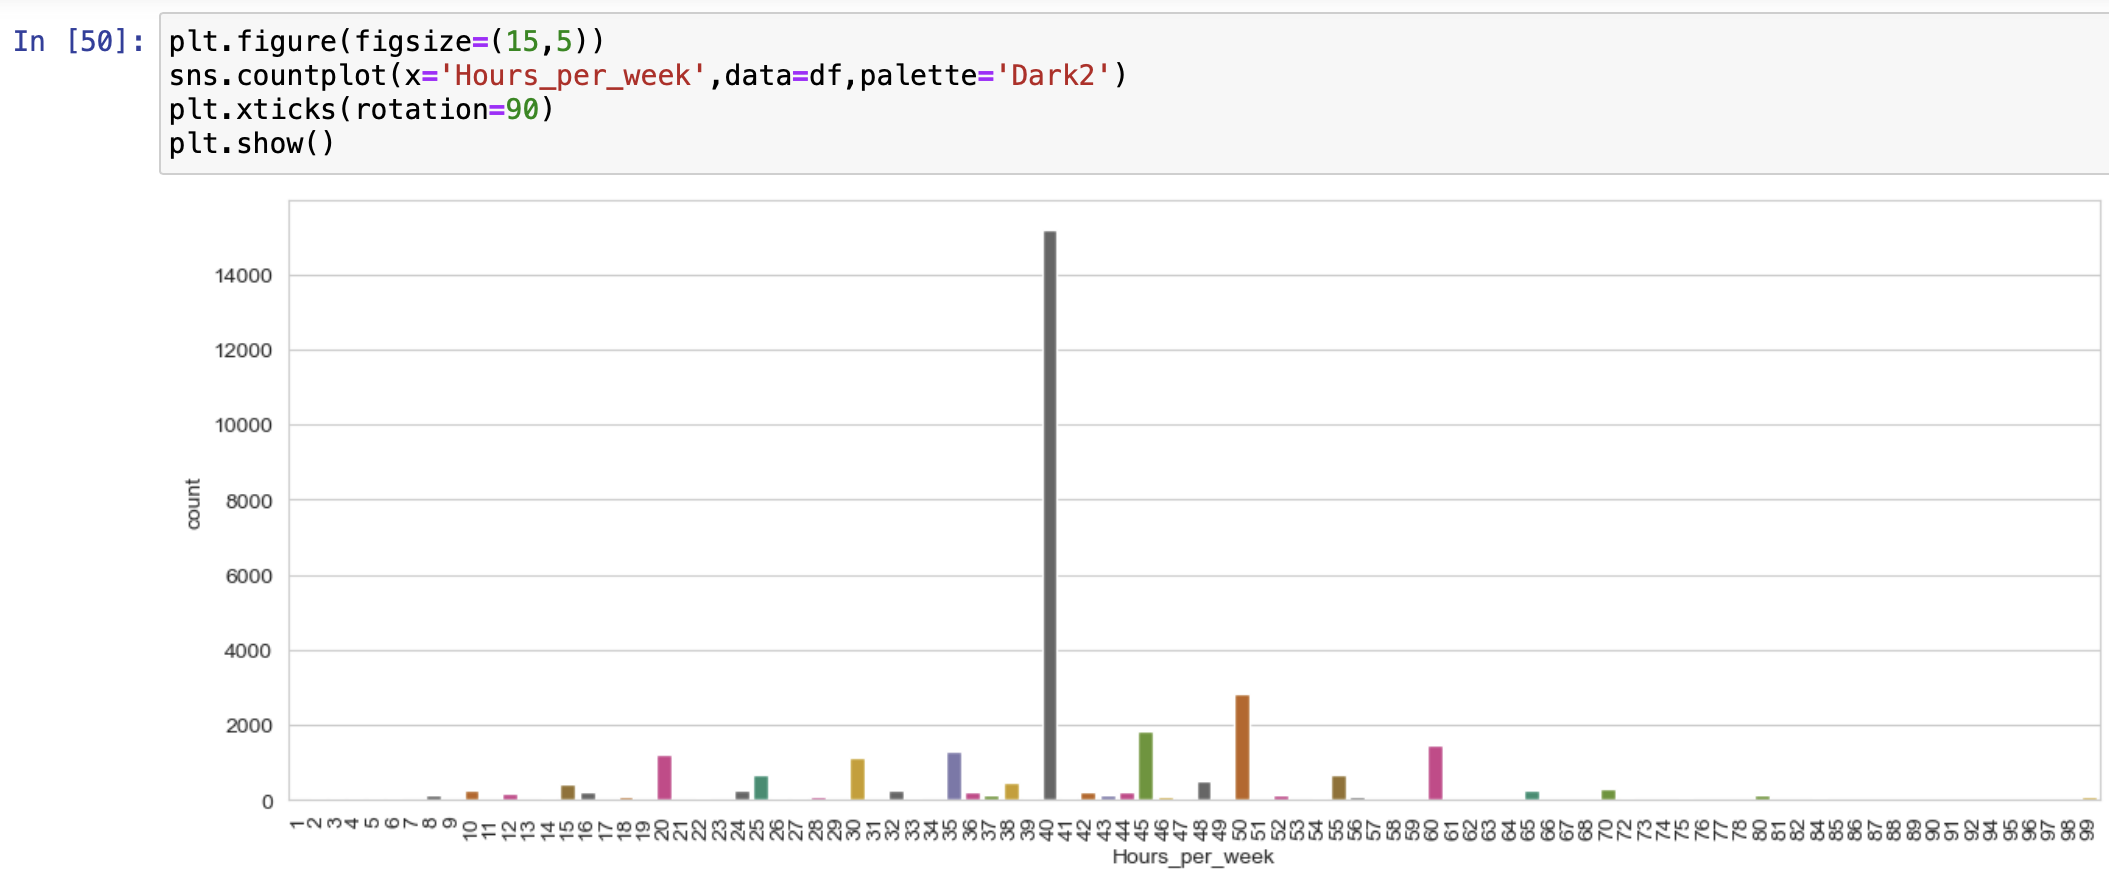 In [50]: plt.figure(figsize=(15,5))
sns.countplot(x='Hours_per_week',data=df,palette='Dark2')
plt.xticks(rotation=90)
plt.show()
14000
12000
10000
8000
6000
4000
2000
0
count
1 2 3 4 5 6 7 8 9 10 11 12 13 14 15 16 17 18 19 20 21 22 23 24 25 26 27 28 29 30 31 32 33 34 35 36 37 38 39 40 41 42 43 44 45 46 47 48 49 50 51 52 53 54 55 56 57 58 59 60 61 62 63 64 65 66 67 68 70 72 73 74 75 76 77 78 80 81 82 84 85 86 87 88 89 90 91 92 94 95 96 97 98 99
Hours_per_week